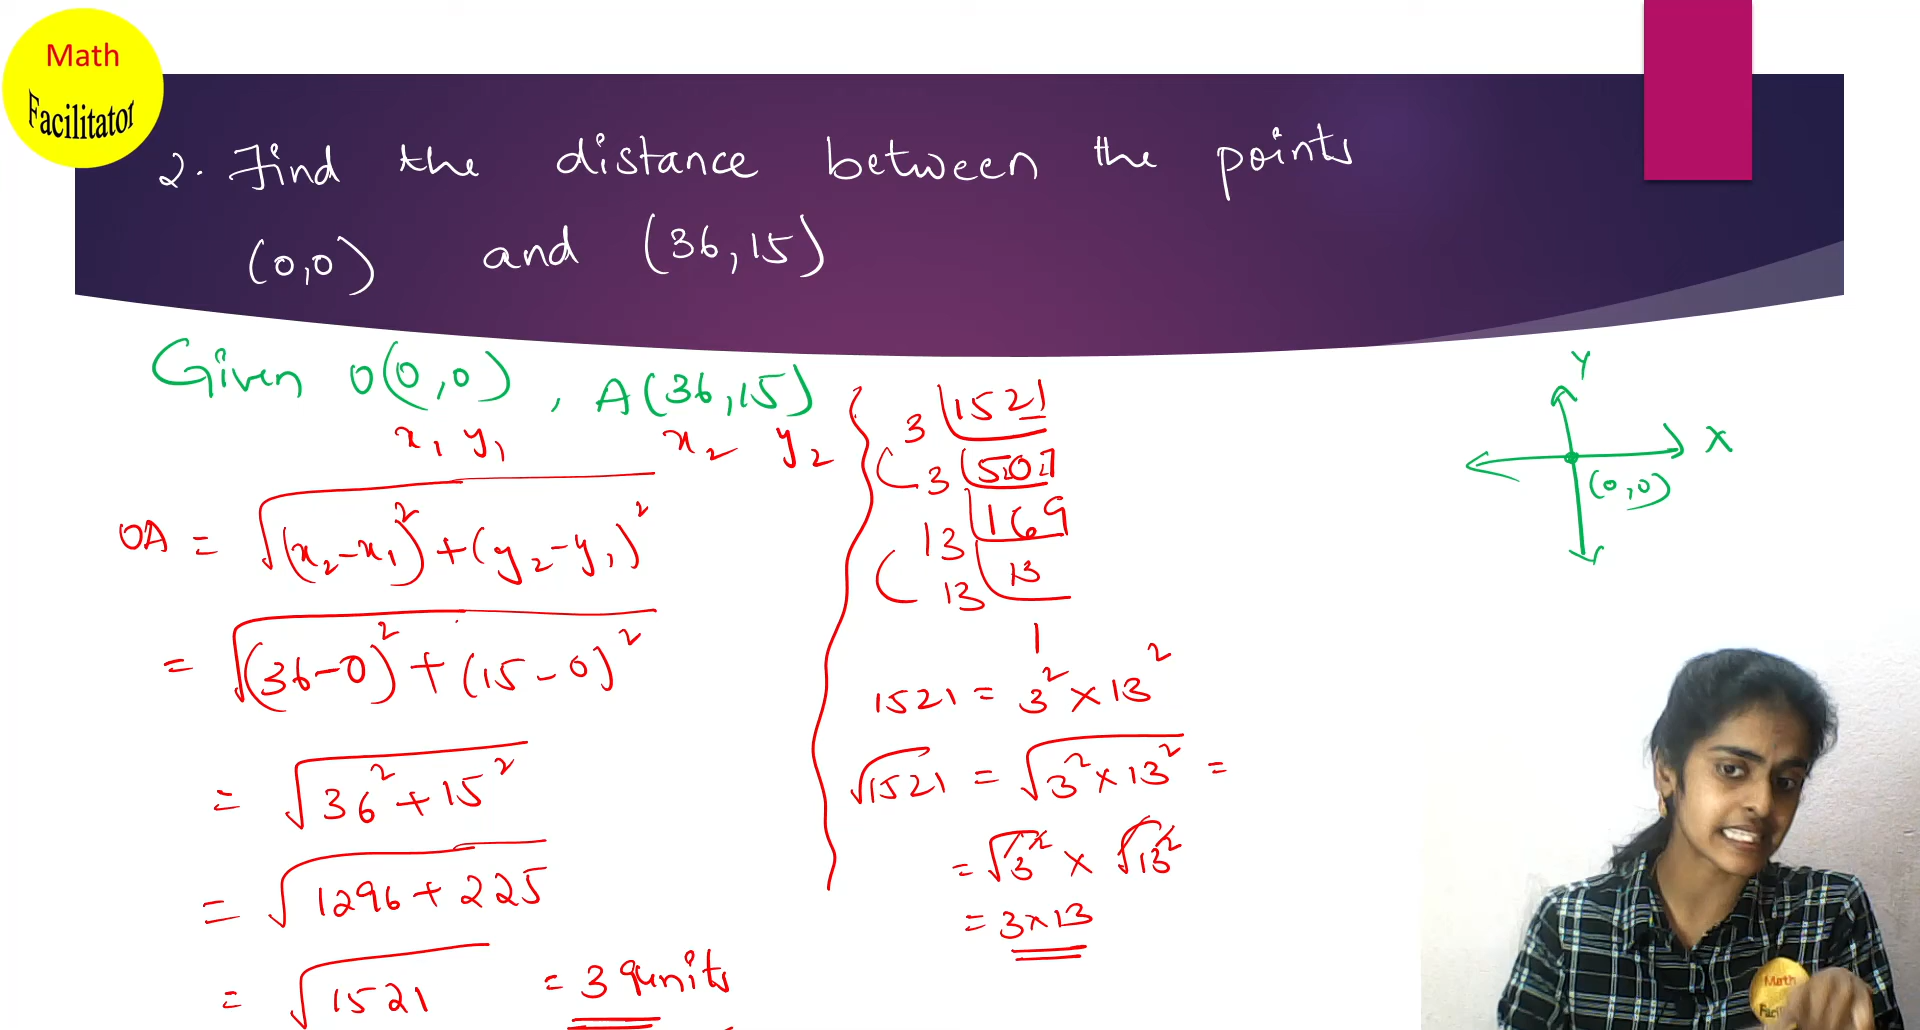 Math
Facilitator
2. Find the distance between the points
(0,0) and (36,15)
Given O(0,0), A(36,15)
x₁ y₁ x₂ y₂
OA = √(x₂-x₁)² + (y₂-y₁)²
= √(36-0)² + (15-0)²
= √36² + 15²
= √1296 + 225
= √1521 = 39units
3 1521
3 507
13 169
13 13
1
1521 = 3² × 13²
√1521 = √3² × 13² =
= √3² × √13²
= 3×13
Y
X
(0,0)
Math